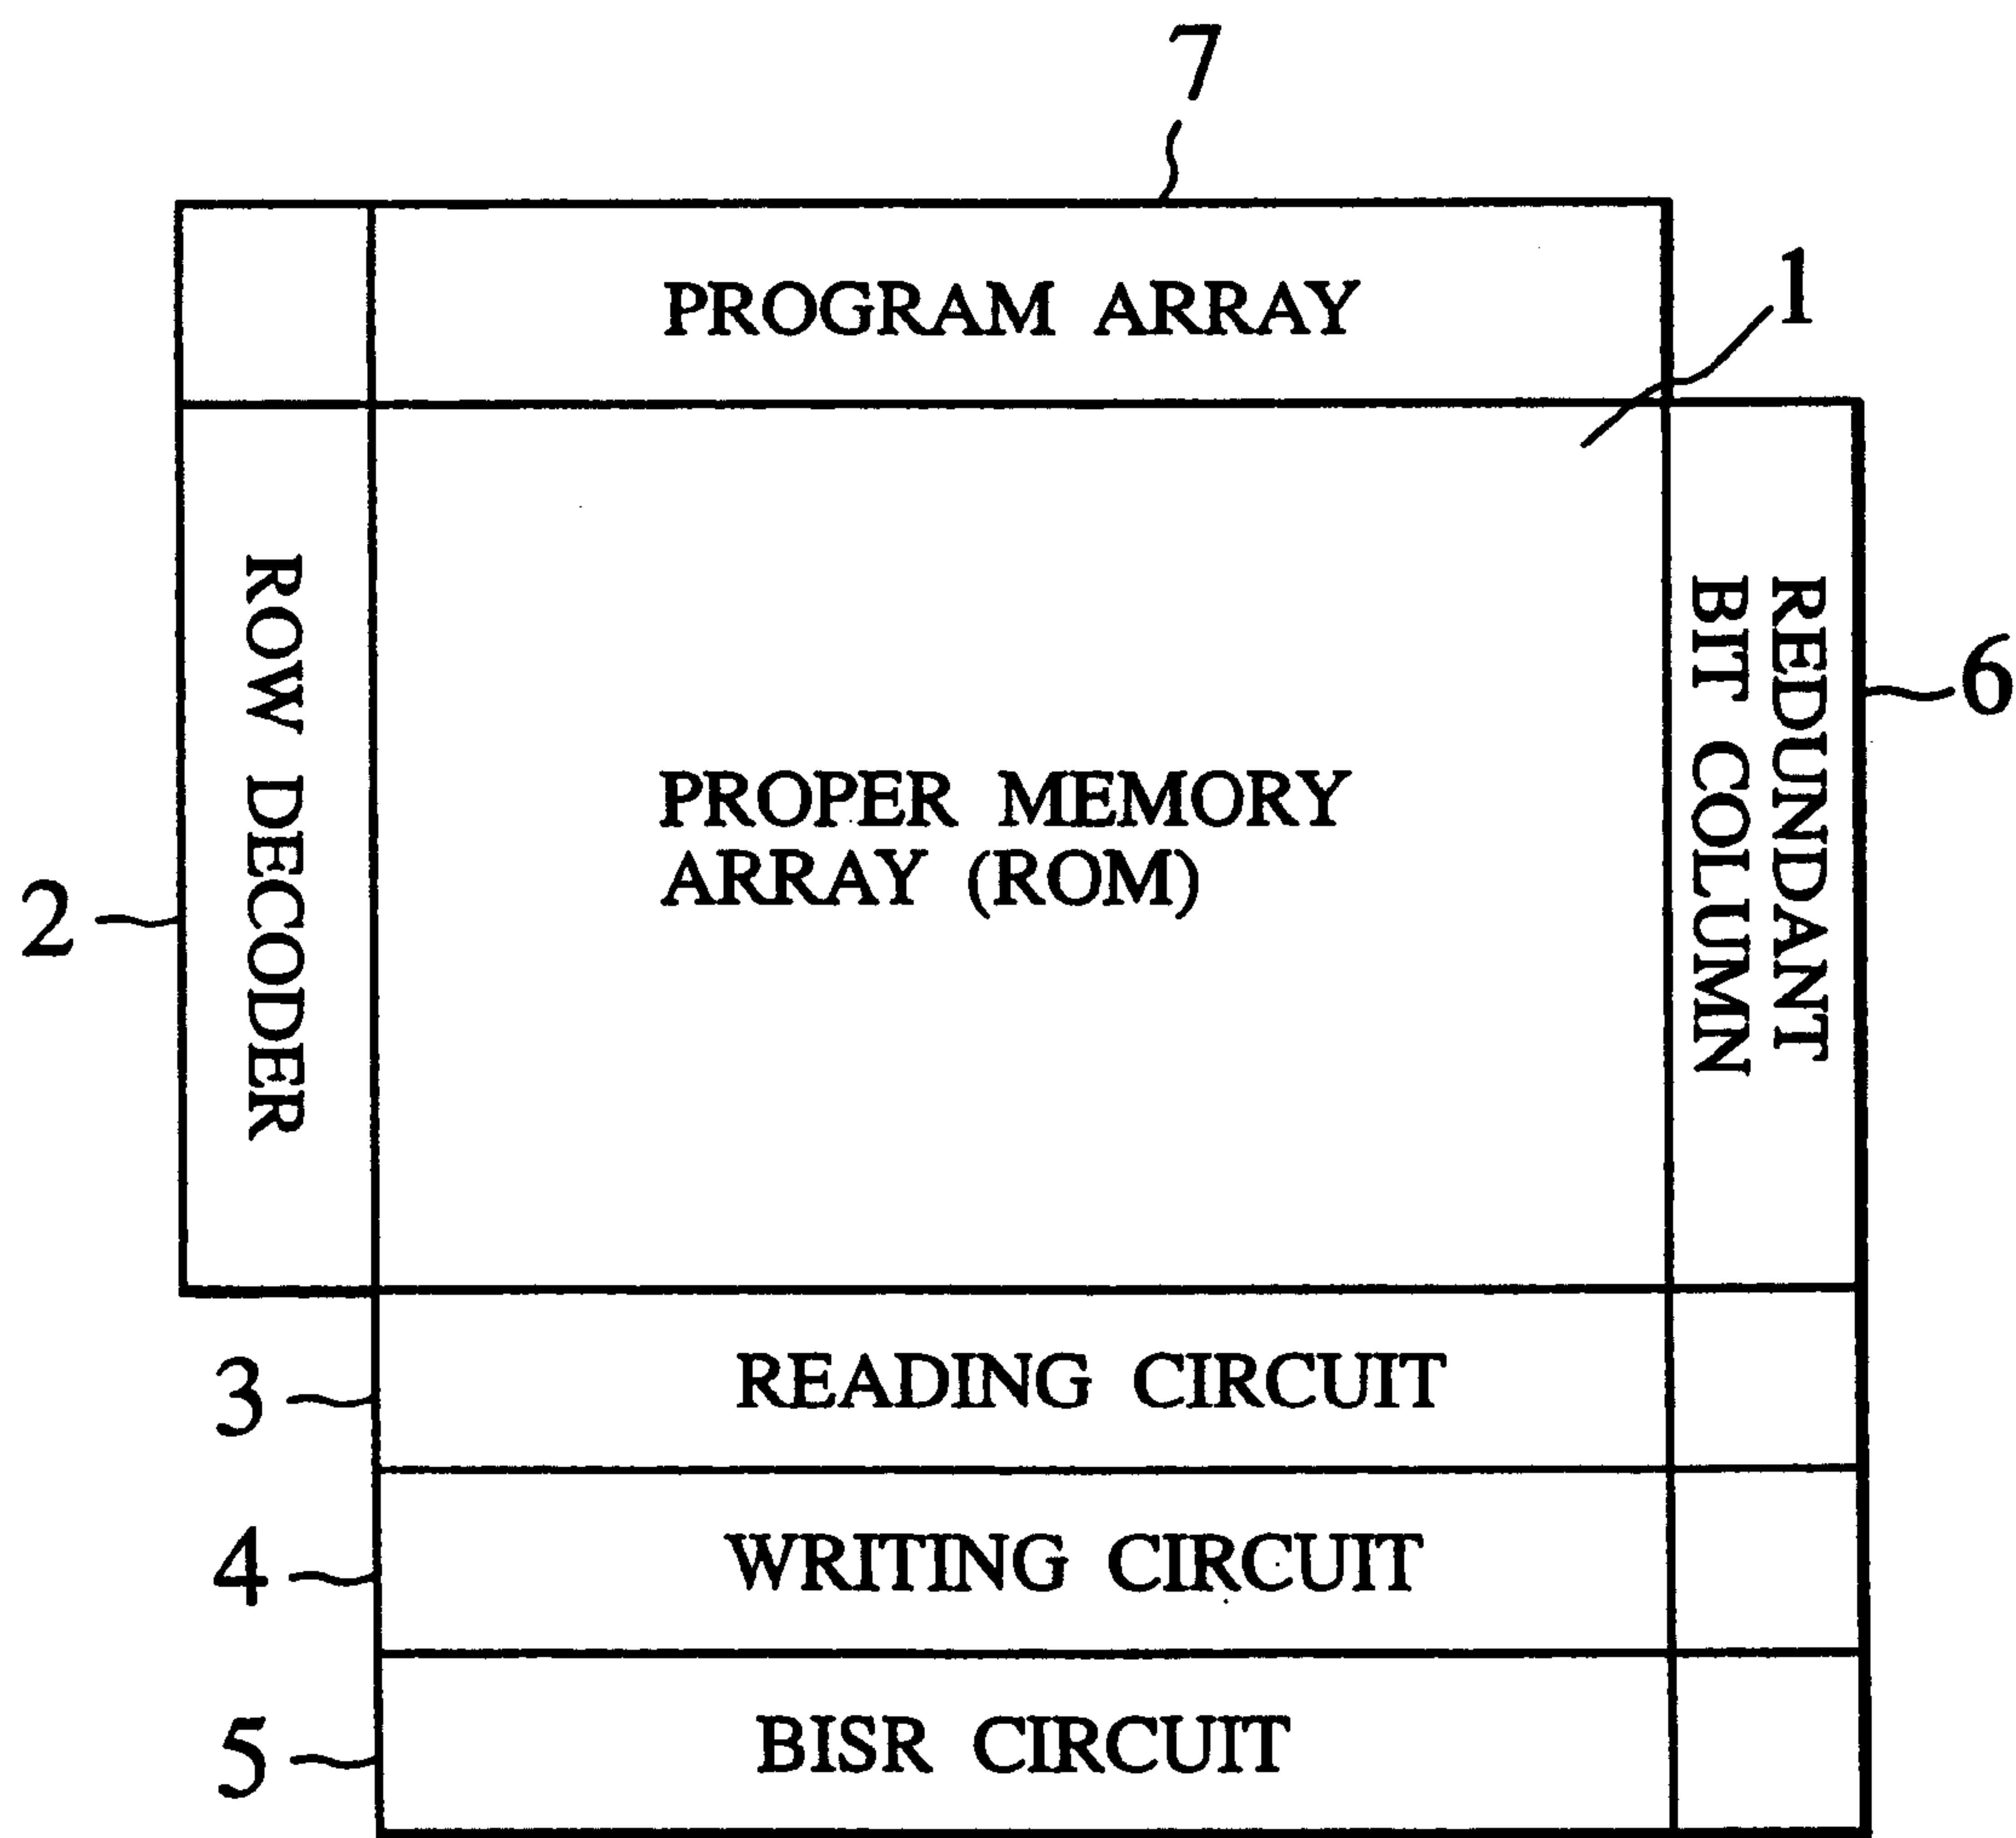 7
PROGRAM ARRAY
1
ROW DECODER
PROPER MEMORY
ARRAY (ROM)
REDUNDANT
BIT COLUMN
6
2
READING CIRCUIT
3
WRITING CIRCUIT
4
BISR CIRCUIT
5